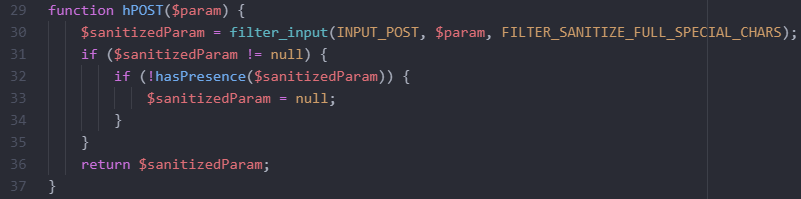 29 function hPOST($param) {
30 $sanitizedParam = filter_input(INPUT_POST, $param, FILTER_SANITIZE_FULL_SPECIAL_CHARS);
31 if ($sanitizedParam != null) {
32 if (!hasPresence($sanitizedParam)) {
33 $sanitizedParam = null;
34 }
35 }
36 return $sanitizedParam;
37 }